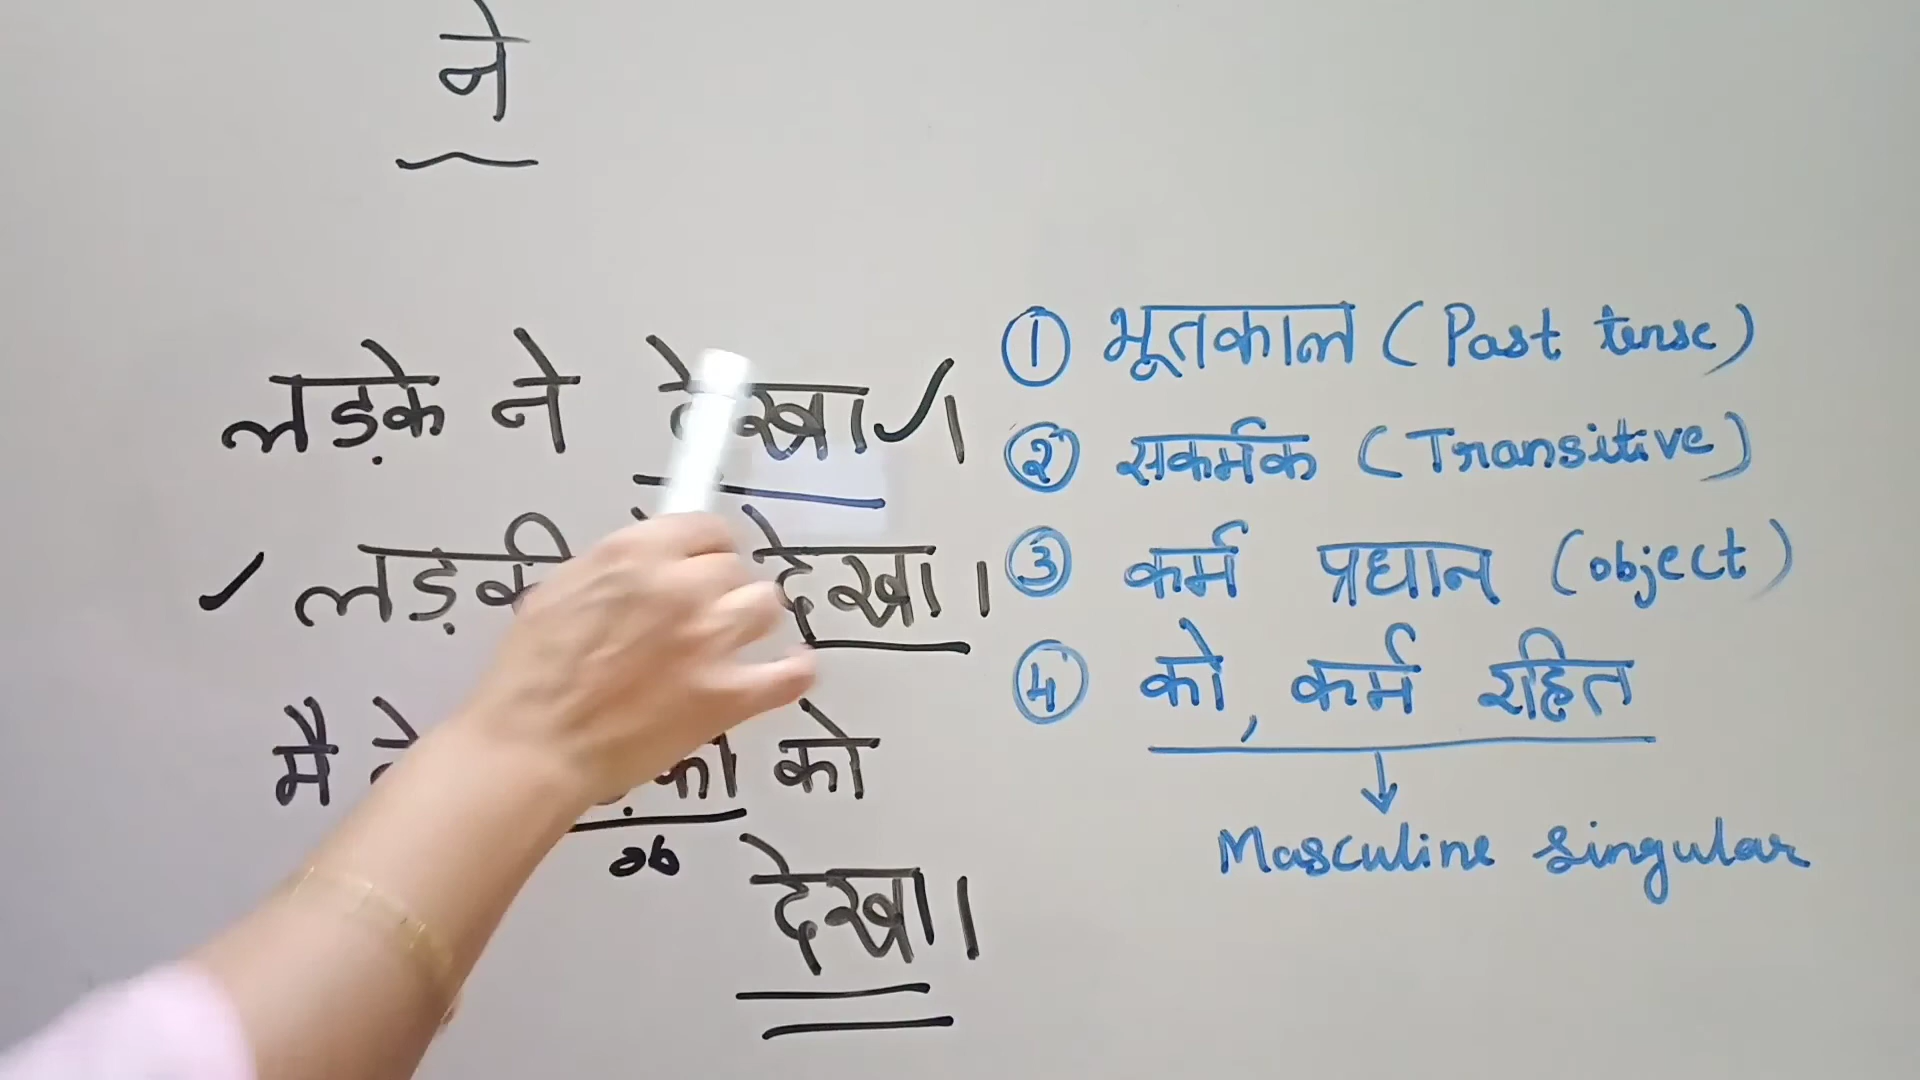 ने
लड़के ने देखा ।
लड़की देखा ।
मै को
ob
देखा ।
① भूतकाल ( Past tense )
② सकर्मक ( Transitive )
③ कर्म प्रधान ( object )
④ को , कर्म रहित
Masculine singular